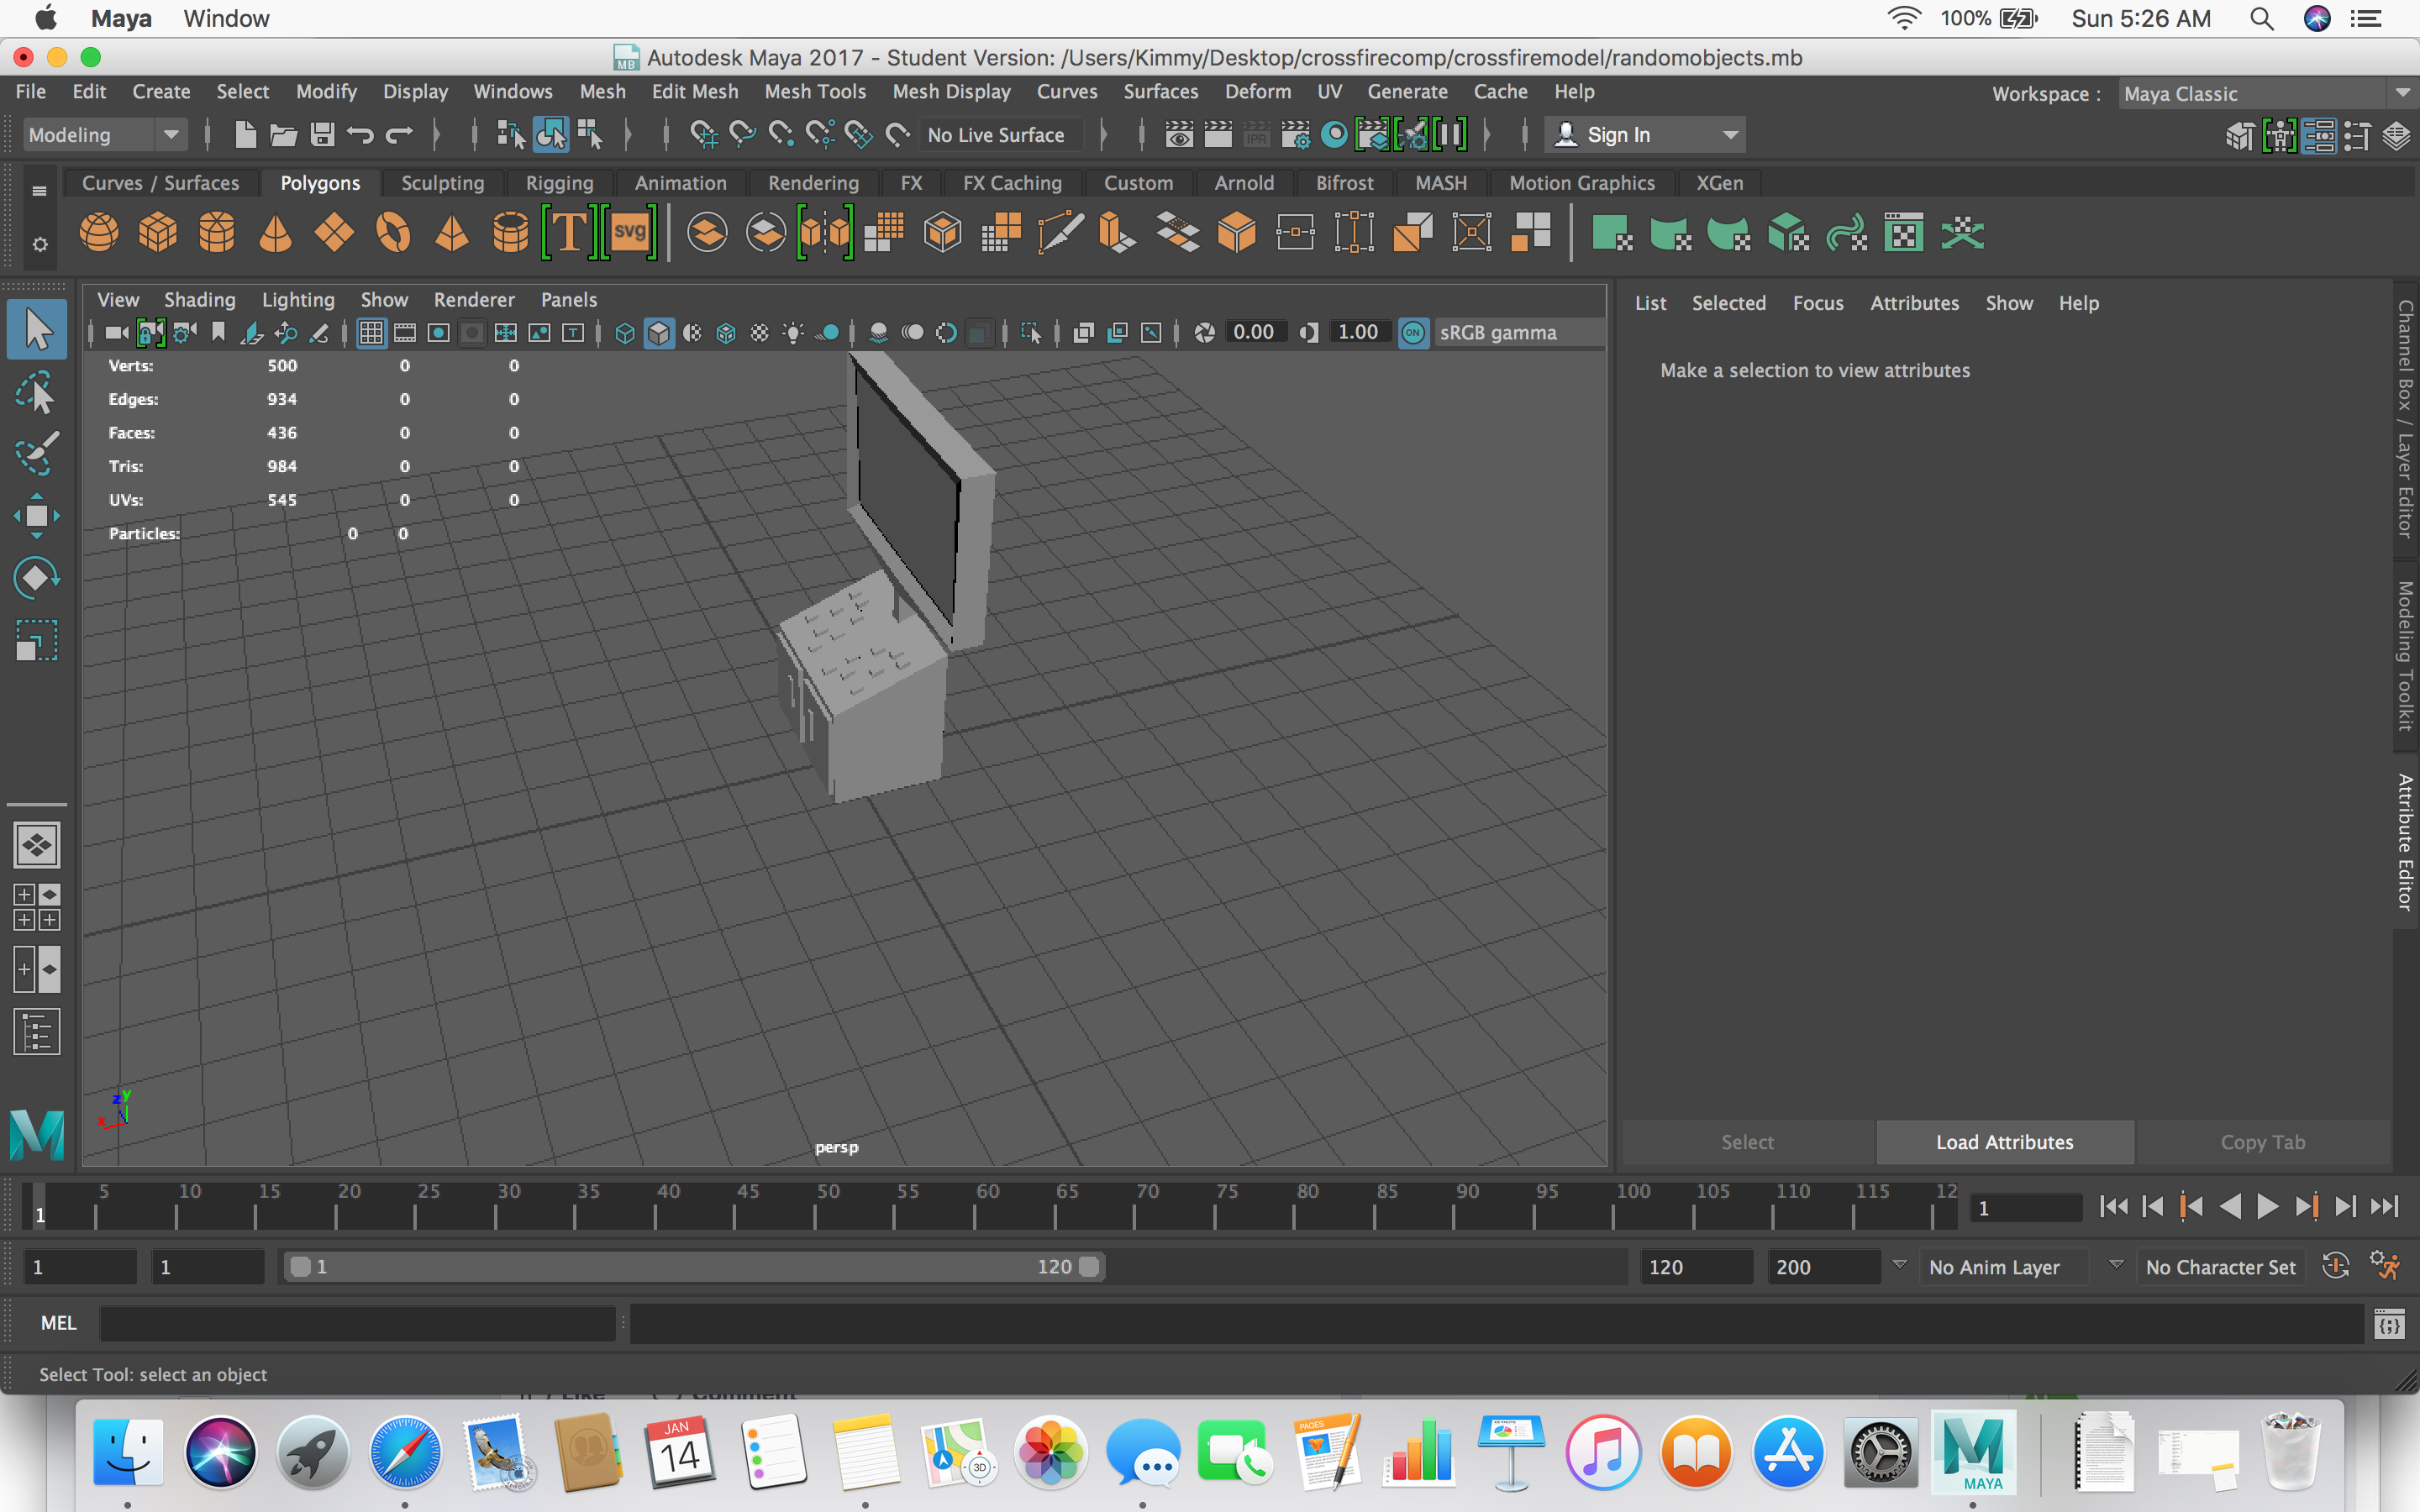 Maya Window 100% Sun 5:26 AM
MB Autodesk Maya 2017 - Student Version: /Users/Kimmy/Desktop/crossfirecomp/crossfiremodel/randomobjects.mb
File Edit Create Select Modify Display Windows Mesh Edit Mesh Mesh Tools Mesh Display Curves Surfaces Deform UV Generate Cache Help Workspace : Maya Classic
Modeling No Live Surface IPR Sign In
Curves / Surfaces Polygons Sculpting Rigging Animation Rendering FX FX Caching Custom Arnold Bifrost MASH Motion Graphics XGen
T svg
View Shading Lighting Show Renderer Panels
0.00 1.00 ON sRGB gamma
Verts: 500 0 0
Edges: 934 0 0
Faces: 436 0 0
Tris: 984 0 0
UVs: 545 0 0
Particles: 0 0
z y
x
persp
List Selected Focus Attributes Show Help
Make a selection to view attributes
Select Load Attributes Copy Tab
Channel Box / Layer Editor
Modeling Toolkit
Attribute Editor
5 10 15 20 25 30 35 40 45 50 55 60 65 70 75 80 85 90 95 100 105 110 115 12
1 1
1 1 1 120 120 200 No Anim Layer No Character Set
MEL
Select Tool: select an object
JAN
14
3D
PAGES
MAYA